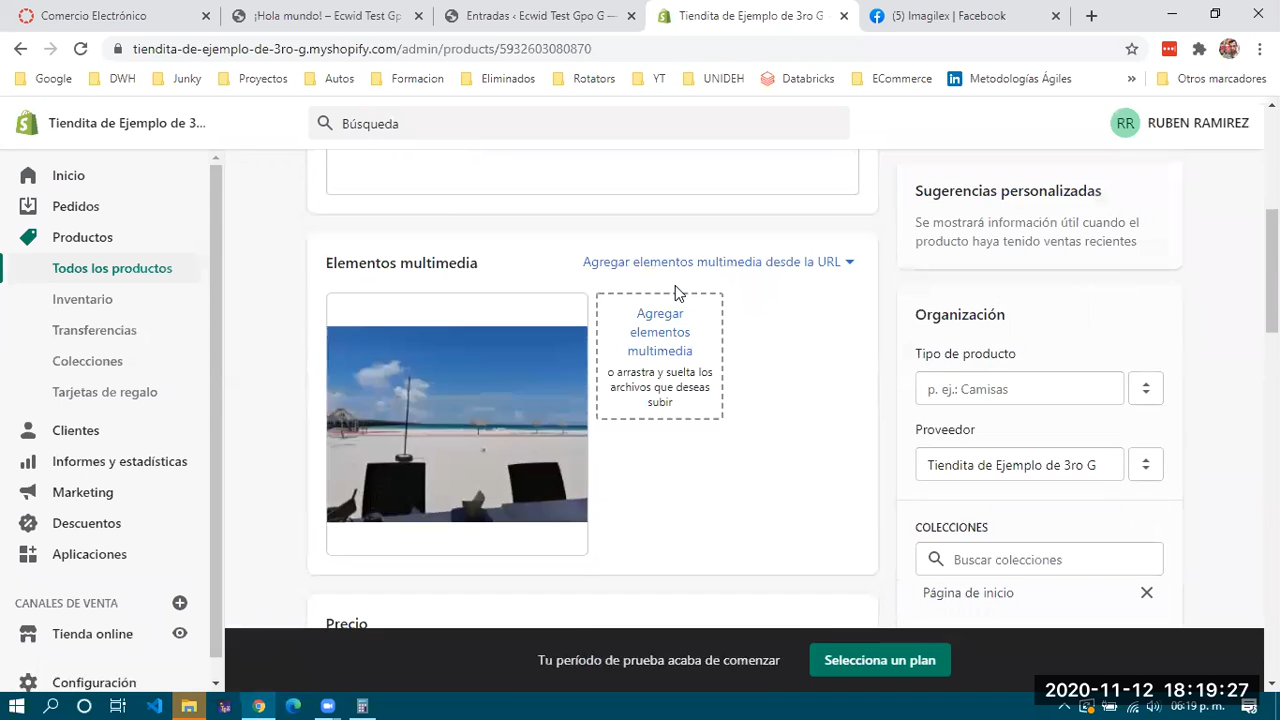 Comercio Electrónico
¡Hola mundo! – Ecwid Test Gp
Entradas ‹ Ecwid Test Gpo G —
Tiendita de Ejemplo de 3ro G
(5) Imagilex | Facebook
tiendita-de-ejemplo-de-3ro-g.myshopify.com/admin/products/5932603080870
Google
DWH
Junky
Proyectos
Autos
Formacion
Eliminados
Rotators
YT
UNIDEH
Databricks
ECommerce
Metodologías Ágiles
»
Otros marcadores
Tiendita de Ejemplo de 3...
Búsqueda
RR
RUBEN RAMIREZ
Inicio
Pedidos
Productos
Todos los productos
Inventario
Transferencias
Colecciones
Tarjetas de regalo
Clientes
Informes y estadísticas
Marketing
Descuentos
Aplicaciones
CANALES DE VENTA
Tienda online
Configuración
Elementos multimedia
Agregar elementos multimedia desde la URL
Agregar
elementos
multimedia
o arrastra y suelta los
archivos que deseas
subir
Precio
Sugerencias personalizadas
Se mostrará información útil cuando el
producto haya tenido ventas recientes
Organización
Tipo de producto
p. ej.: Camisas
Proveedor
Tiendita de Ejemplo de 3ro G
COLECCIONES
Buscar colecciones
Página de inicio
Tu período de prueba acaba de comenzar
Selecciona un plan
2020-11-12 18:19:27
06:19 p. m.